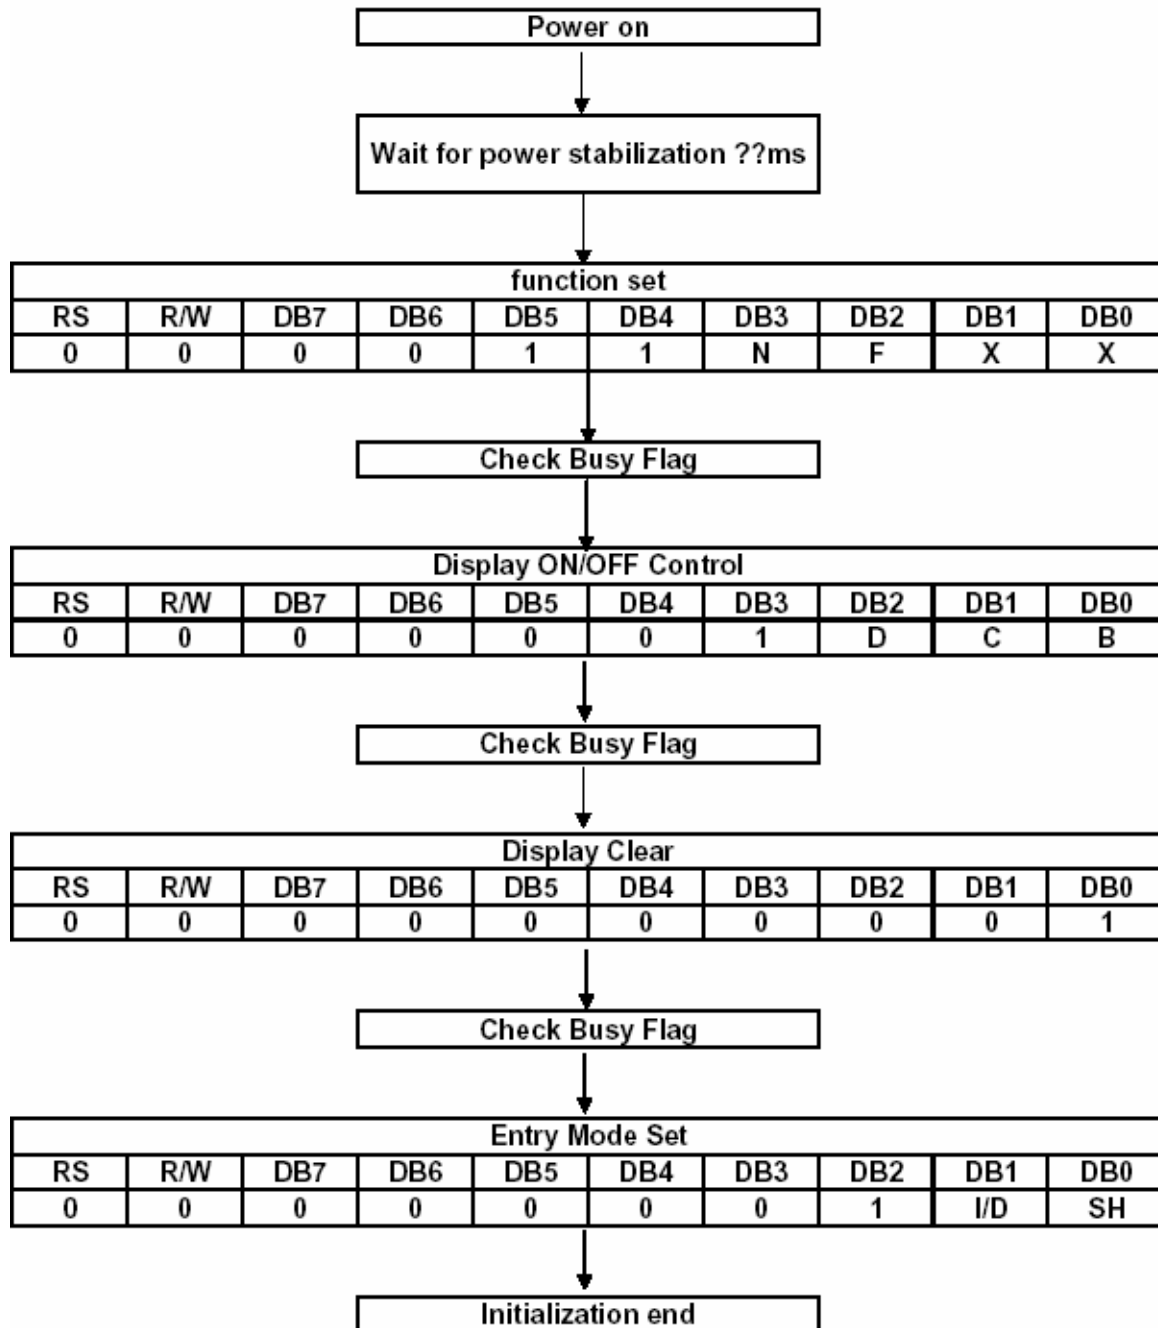 Power on
Wait for power stabilization ??ms
function set
RS R/W DB7 DB6 DB5 DB4 DB3 DB2 DB1 DB0
0 0 0 0 1 1 N F X X
Check Busy Flag
Display ON/OFF Control
RS R/W DB7 DB6 DB5 DB4 DB3 DB2 DB1 DB0
0 0 0 0 0 0 1 D C B
Check Busy Flag
Display Clear
RS R/W DB7 DB6 DB5 DB4 DB3 DB2 DB1 DB0
0 0 0 0 0 0 0 0 0 1
Check Busy Flag
Entry Mode Set
RS R/W DB7 DB6 DB5 DB4 DB3 DB2 DB1 DB0
0 0 0 0 0 0 0 1 I/D SH
Initialization end